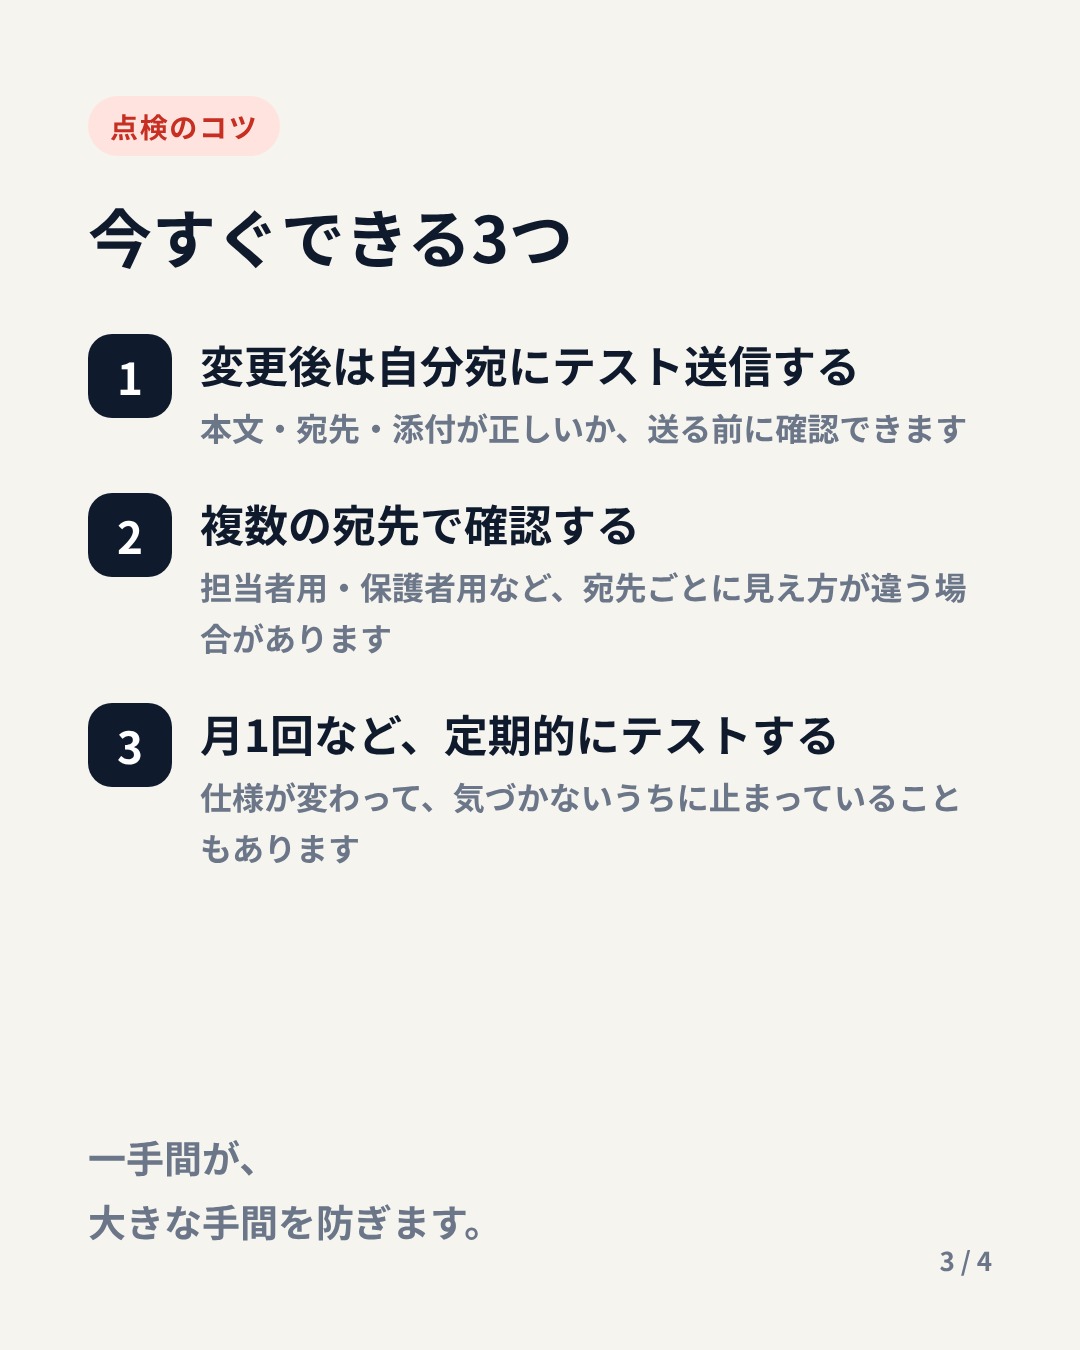 点検のコツ
今すぐできる3つ
1
変更後は自分宛にテスト送信する
本文・宛先・添付が正しいか、送る前に確認できます
2
複数の宛先で確認する
担当者用・保護者用など、宛先ごとに見え方が違う場
合があります
3
月1回など、定期的にテストする
仕様が変わって、気づかないうちに止まっていること
もあります
一手間が、
大きな手間を防ぎます。
3 / 4